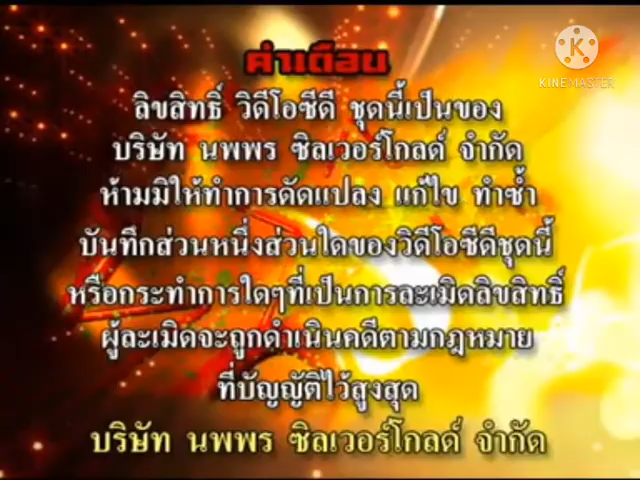 คำเตือน
ลิขสิทธิ์ วิดีโอซีดี ชุดนี้เป็นของ
บริษัท นพพร ซิลเวอร์โกลด์ จำกัด
ห้ามมิให้ทำการดัดแปลง แก้ไข ทำซ้ำ
บันทึกส่วนหนึ่งส่วนใดของวิดีโอซีดีชุดนี้
หรือกระทำการใดๆที่เป็นการละเมิดลิขสิทธิ์
ผู้ละเมิดจะถูกดำเนินคดีตามกฎหมาย
ที่บัญญัติไว้สูงสุด
บริษัท นพพร ซิลเวอร์โกลด์ จำกัด
K
KINEMASTER